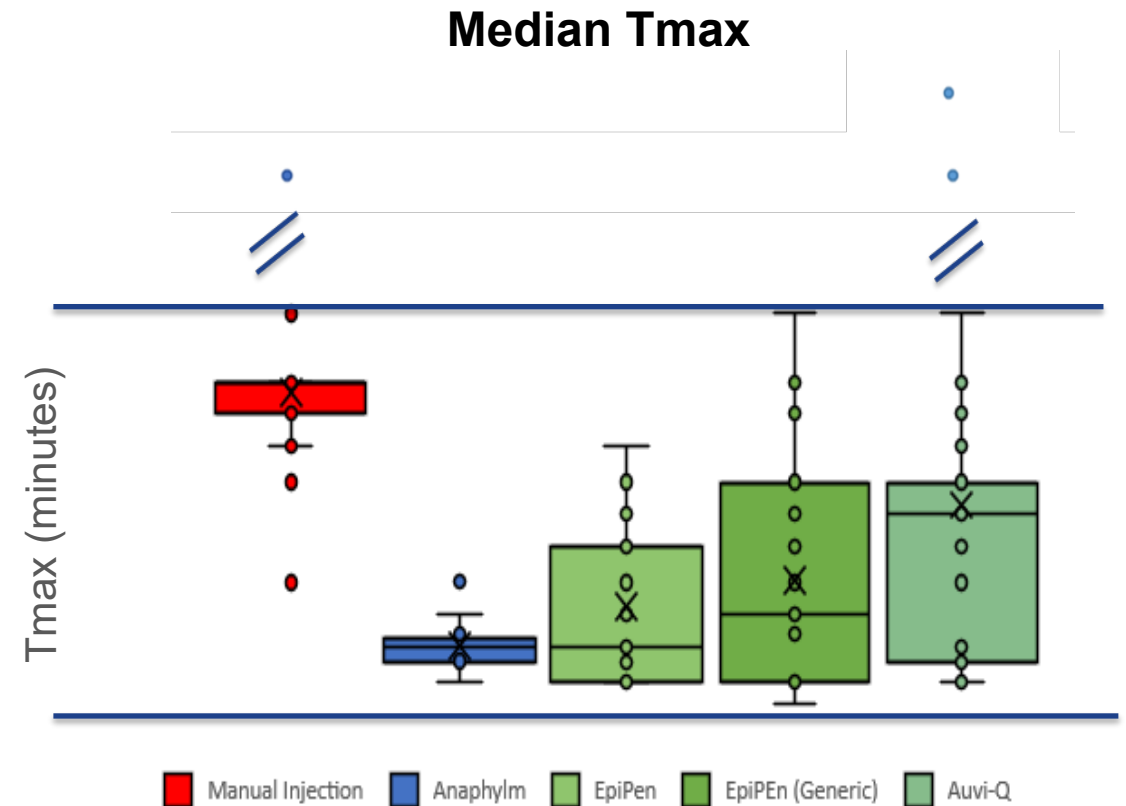 Median Tmax
Tmax (minutes)
Manual Injection
Anaphylm
EpiPen
EpiPEn (Generic)
Auvi-Q